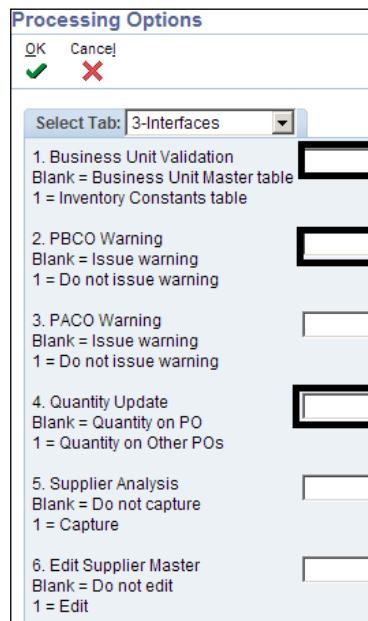 Processing Options
OK Cancel
Select Tab: 3-Interfaces
1. Business Unit Validation
Blank = Business Unit Master table
1 = Inventory Constants table
2. PBCO Warning
Blank = Issue warning
1 = Do not issue warning
3. PACO Warning
Blank = Issue warning
1 = Do not issue warning
4. Quantity Update
Blank = Quantity on PO
1 = Quantity on Other POs
5. Supplier Analysis
Blank = Do not capture
1 = Capture
6. Edit Supplier Master
Blank = Do not edit
1 = Edit